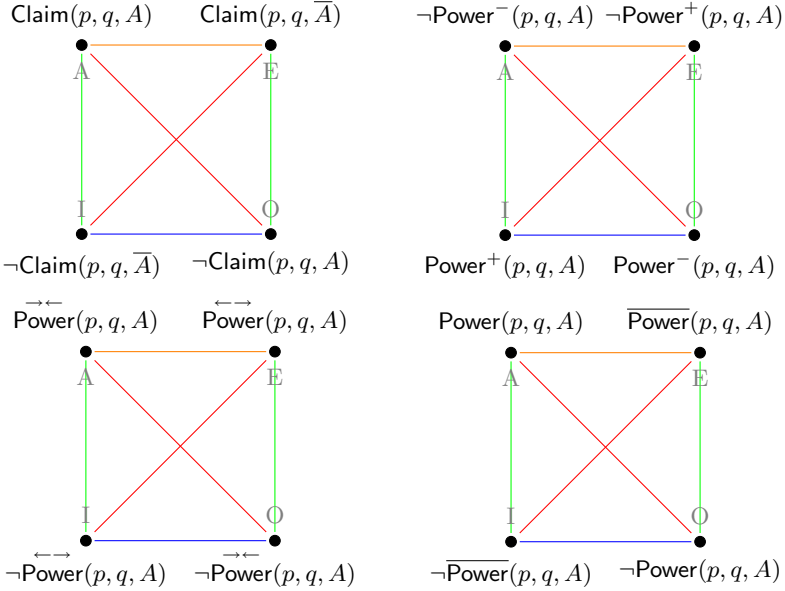 Claim(p, q, A) Claim(p, q, A̅) ¬Power⁻(p, q, A) ¬Power⁺(p, q, A)
A E A E
I O I O
¬Claim(p, q, A̅) ¬Claim(p, q, A) Power⁺(p, q, A) Power⁻(p, q, A)
→← ←→
Power(p, q, A) Power(p, q, A) Power(p, q, A) P̅o̅w̅e̅r̅(p, q, A)
A E A E
I O I O
←→ →←
¬Power(p, q, A) ¬Power(p, q, A) ¬P̅o̅w̅e̅r̅(p, q, A) ¬Power(p, q, A)